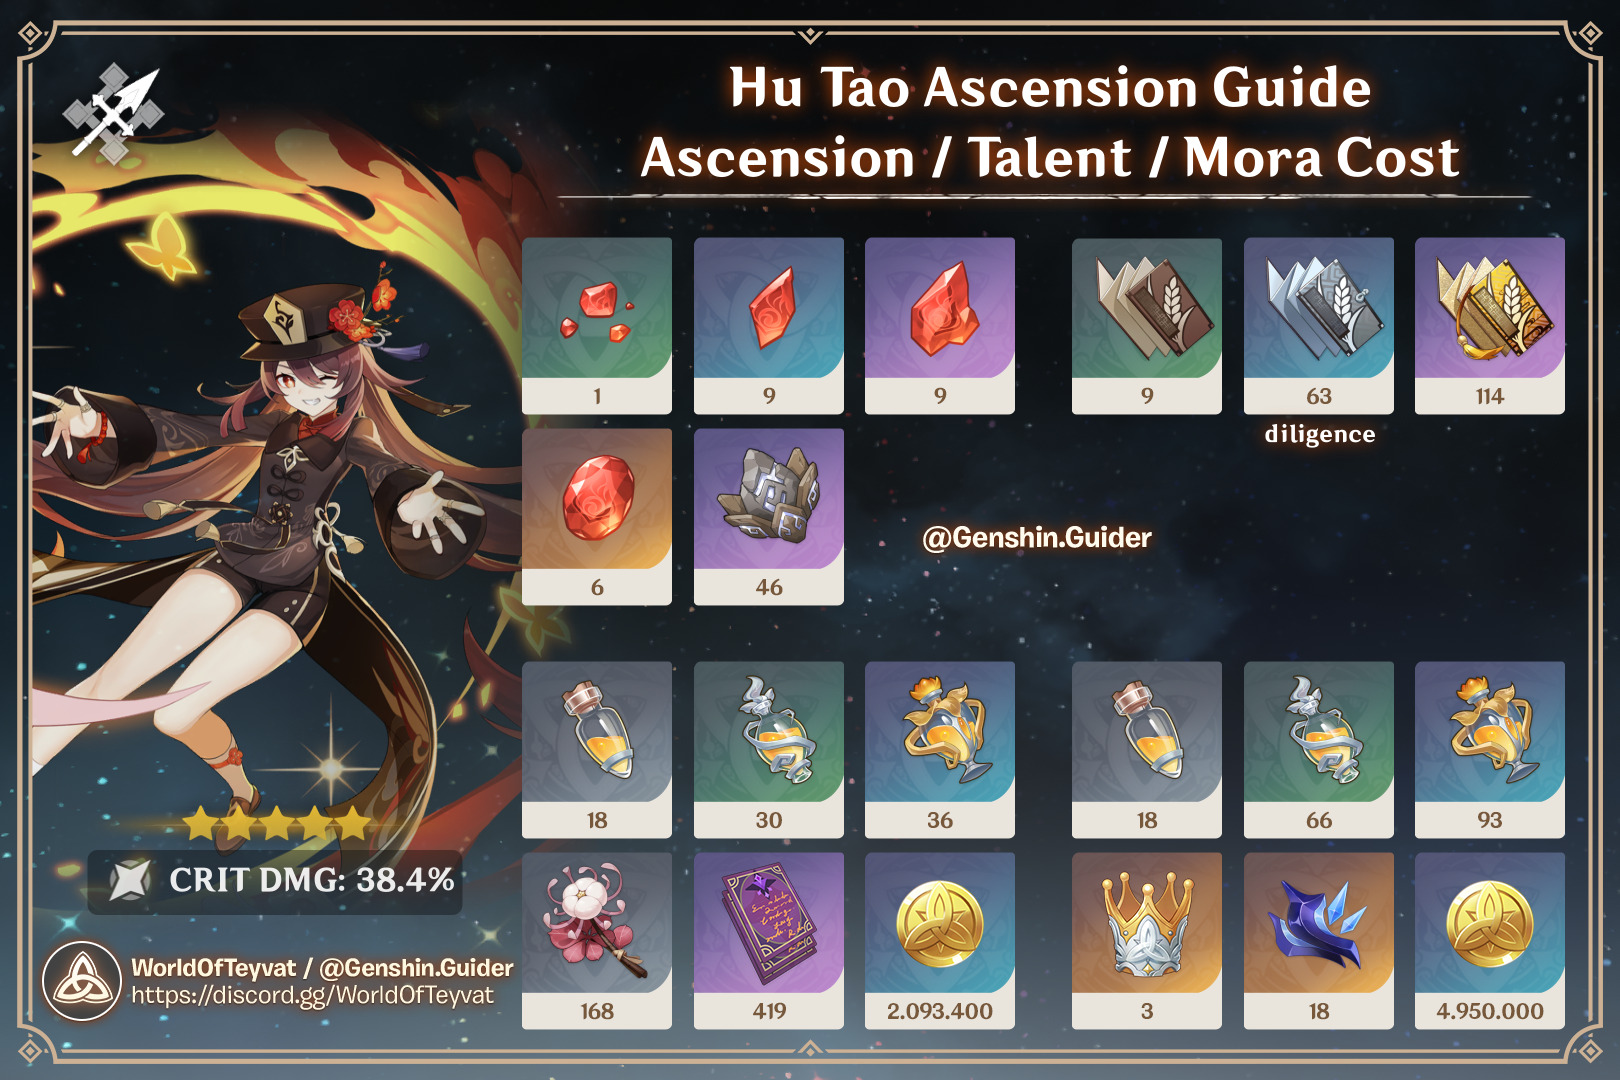 Hu Tao Ascension Guide
Ascension / Talent / Mora Cost
1
9
9
9
63
114
diligence
6
46
@Genshin.Guider
18
30
36
18
66
93
168
419
2.093.400
3
18
4.950.000
CRIT DMG: 38.4%
WorldOfTeyvat / @Genshin.Guider
https://discord.gg/WorldOfTeyvat